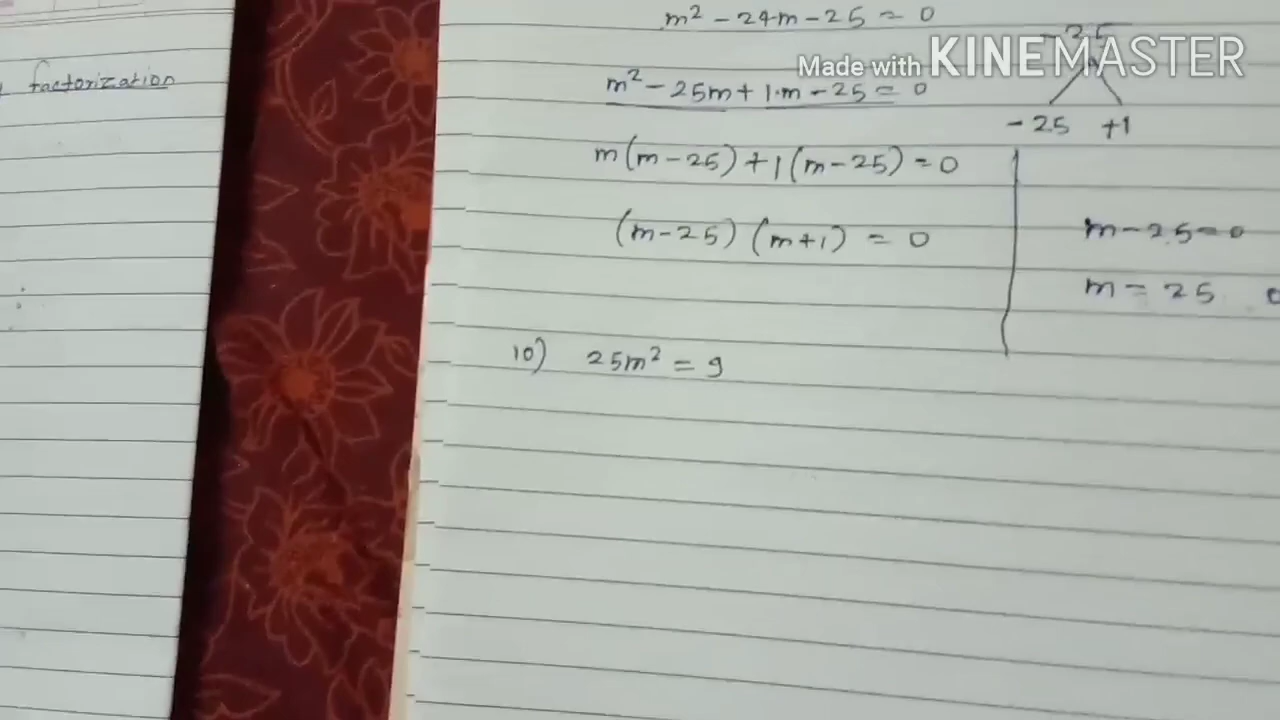 factorization
m² - 24m - 25 = 0
-25
Made with KINEMASTER
m² - 25m + 1·m - 25 = 0
-25 +1
m(m-25) + 1(m-25) = 0
(m-25) (m+1) = 0
m-25=0
m = 25
10) 25m² = 9